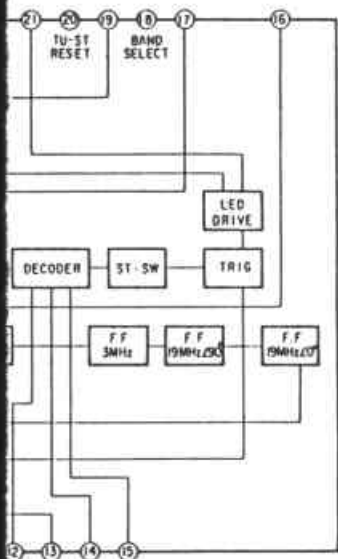 21 20 19 18 17 16
TU-ST BAND
RESET SELECT
LED
DRIVE
DECODER ST-SW TRIG
F F F F F.F
3MHz 19MHz∠90° 19MHz∠0°
12 13 14 15